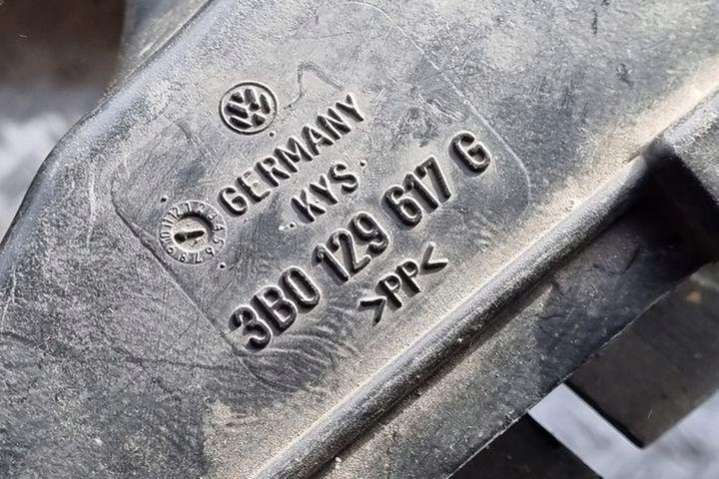 GERMANY
KYS
3B0 129 617 G
>PP<